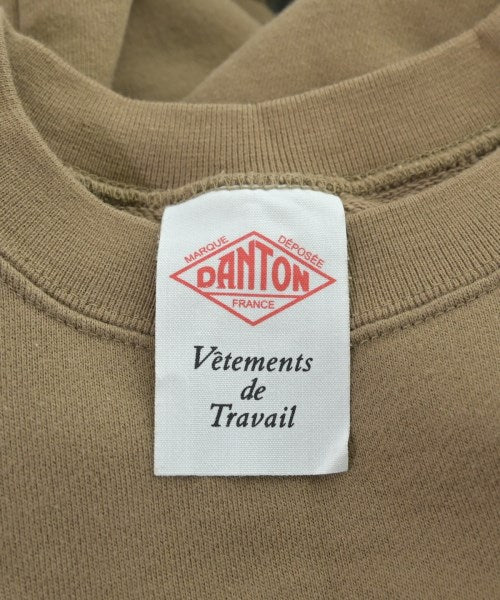 MARQUE DÉPOSÉE
DANTON
FRANCE
Vêtements
de
Travail